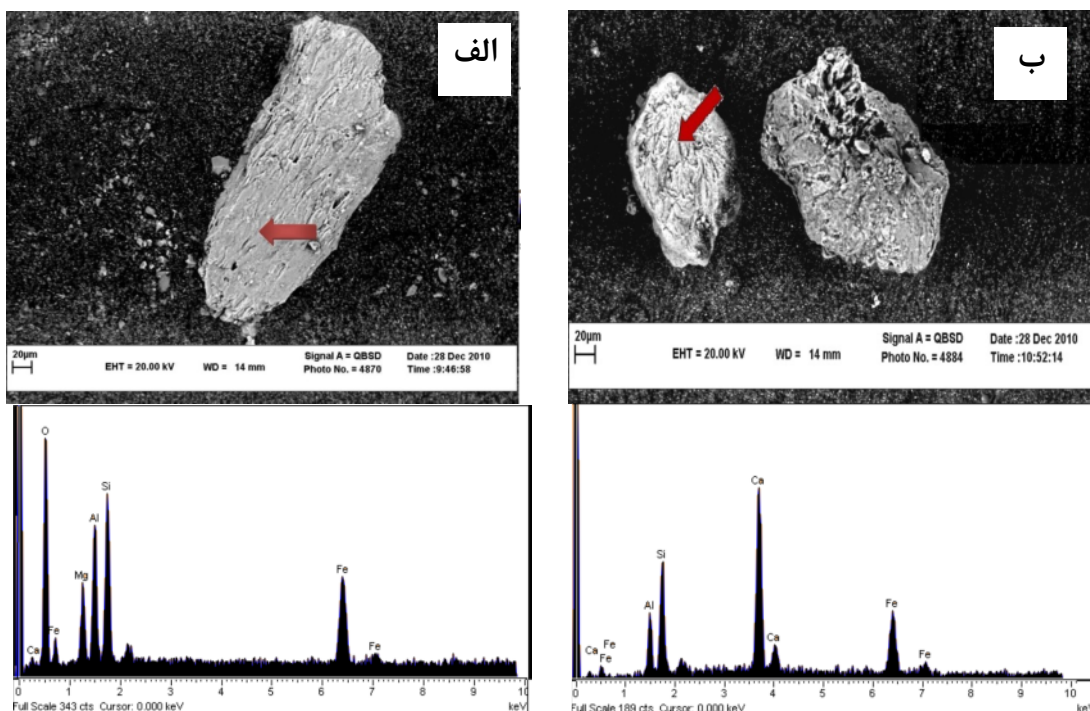 الف
20µm
EHT = 20.00 kV
WD = 14 mm
Signal A = QBSD
Photo No. = 4870
Date :28 Dec 2010
Time :9:46:58
ب
20µm
EHT = 20.00 kV
WD = 14 mm
Signal A = QBSD
Photo No. = 4884
Date :28 Dec 2010
Time :10:52:14
O
Si
Al
Mg
Fe
Fe
Ca
Fe
0 1 2 3 4 5 6 7 8 9 10
Full Scale 343 cts Cursor: 0.000 keV
keV
Ca
Si
Al
Fe
Ca
Fe
Ca
Fe
Fe
1 2 3 4 5 6 7 8 9 10
Full Scale 189 cts Cursor: 0.000 keV
keV